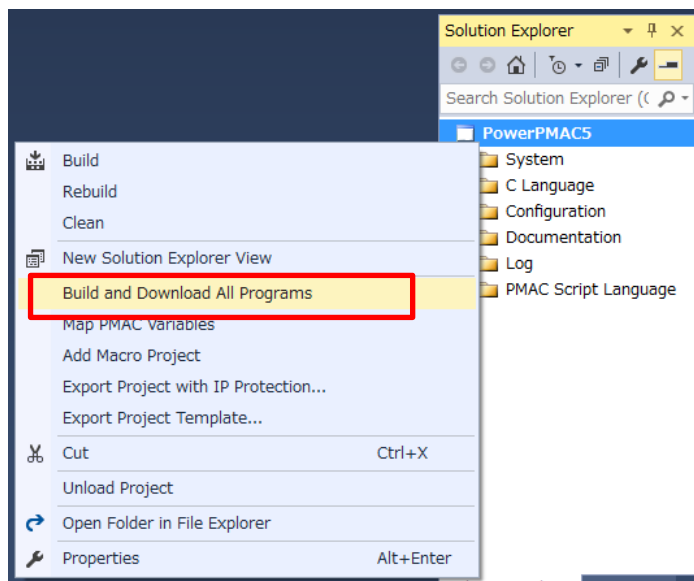 Solution Explorer
Search Solution Explorer (
PowerPMAC5
System
C Language
Configuration
Documentation
Log
PMAC Script Language
Build
Rebuild
Clean
New Solution Explorer View
Build and Download All Programs
Map PMAC Variables
Add Macro Project
Export Project with IP Protection...
Export Project Template...
Cut Ctrl+X
Unload Project
Open Folder in File Explorer
Properties Alt+Enter